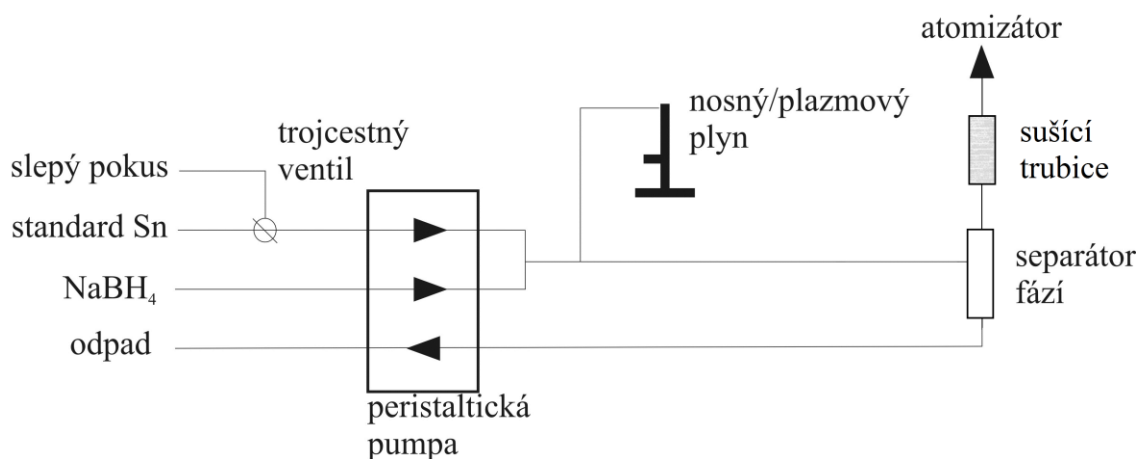 atomizátor
nosný/plazmový
plyn
sušící
trubice
trojcestný
ventil
slepý pokus
standard Sn
NaBH₄
odpad
separátor
fází
peristaltická
pumpa